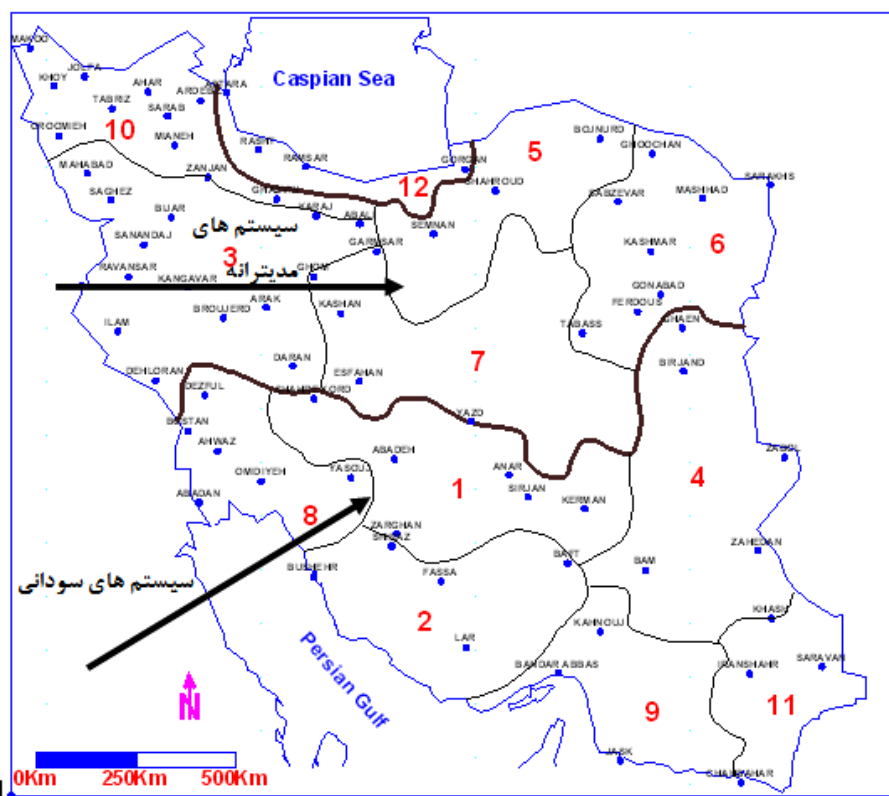 MAKOO
JOLFA
KHOY
AHAR
ARDEBIL
ASTARA
Caspian Sea
TABRIZ
SARAB
OROOMIEH
10
MIANEH
RASHT
BOJNURD
5
GHOOCHAN
MAHABAD
ZANJAN
RAMSAR
GORGAN
12
SHAHROUD
SARAKHS
SAGHEZ
SABZEVAR
MASHHAD
BIJAR
KARAJ
ABALI
SEMNAN
سیستم های
SANANDAJ
GARMSAR
KASHMAR
6
3
RAVANSAR
KANGAVAR
GHOM
مدیترانه
GONABAD
ARAK
KASHAN
FERDOUS
ILAM
BROUJERD
GHAEN
TABASS
7
DARAN
ESFAHAN
BIRJAND
DEHLORAN
DEZFUL
SHAHREKORD
BOSTAN
YAZD
AHWAZ
ABADEH
ZABOL
OMIDIYEH
YASOUJ
ANAR
4
1
SIRJAN
ABADAN
KERMAN
8
ZARGHAN
SHIRAZ
ZAHEDAN
BUSHEHR
BAFT
BAM
سیستم های سودانی
FASSA
2
KHASH
KAHNOUJ
LAR
Persian Gulf
BANDAR ABBAS
IRANSHAHR
SARAVAN
N
9
11
JASK
0Km 250Km 500Km